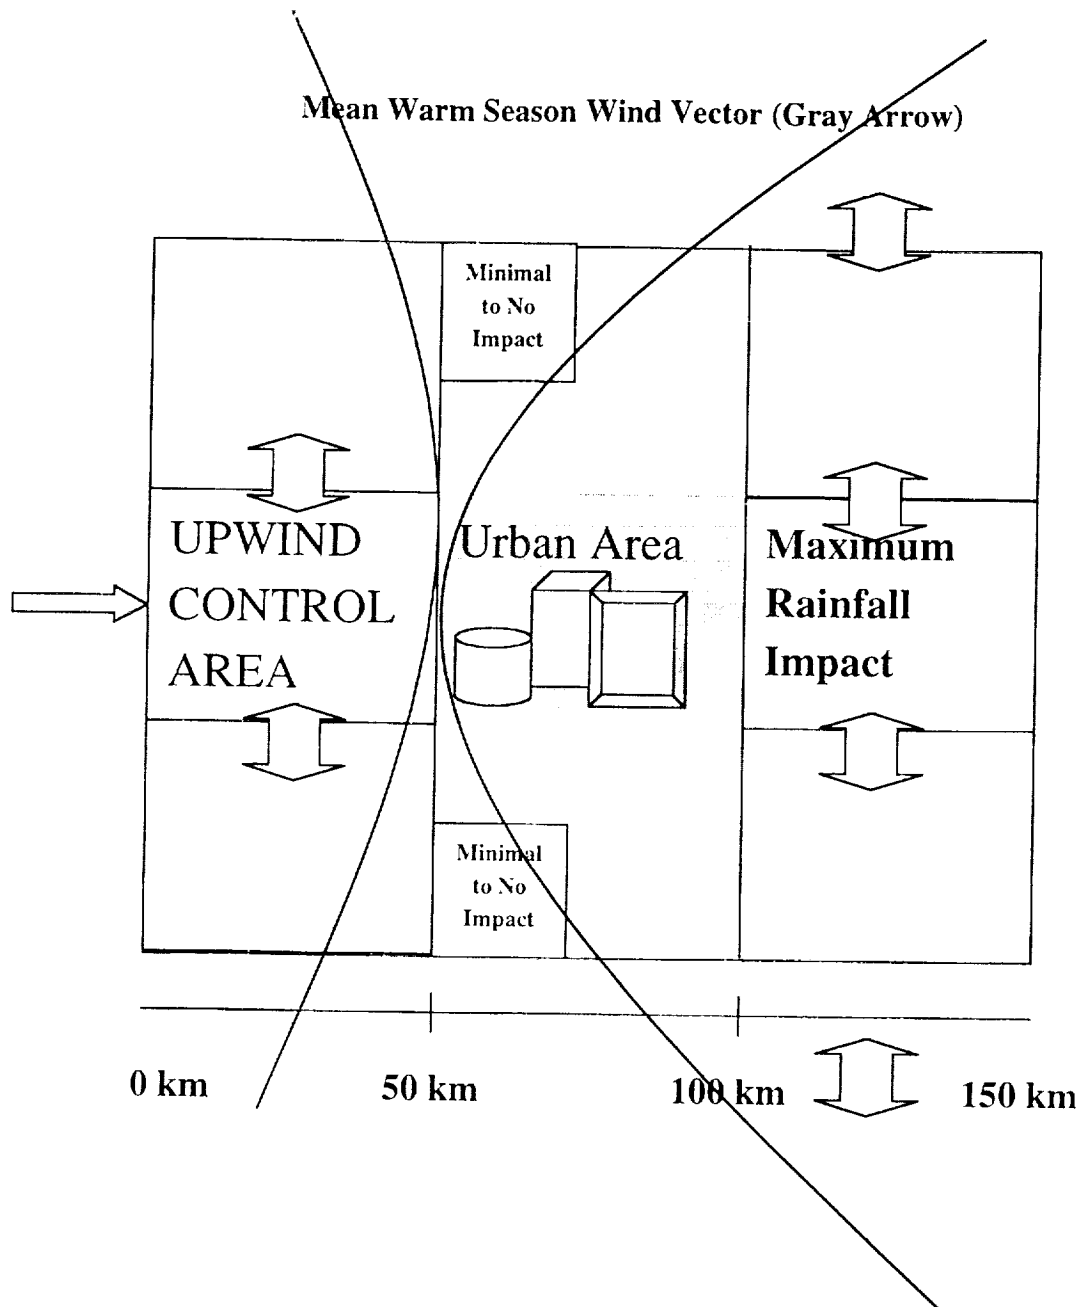 Mean Warm Season Wind Vector (Gray Arrow)
Minimal
to No
Impact
UPWIND
CONTROL
AREA
Urban Area
Maximum
Rainfall
Impact
Minimal
to No
Impact
0 km
50 km
100 km
150 km